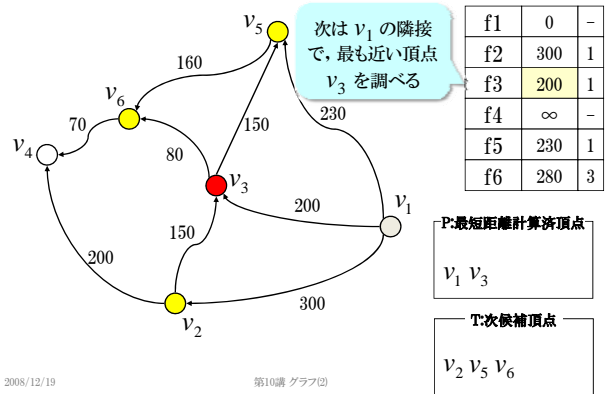 次は v1 の隣接
で，最も近い頂点
v3 を調べる
f1 0 -
f2 300 1
f3 200 1
f4 ∞ -
f5 230 1
f6 280 3
v5
160
v6
70
v4
80
150
230
v3
200
v1
150
200
300
v2
P:最短距離計算済頂点
v1 v3
T:次候補頂点
v2 v5 v6
2008/12/19
第10講 グラフ(2)